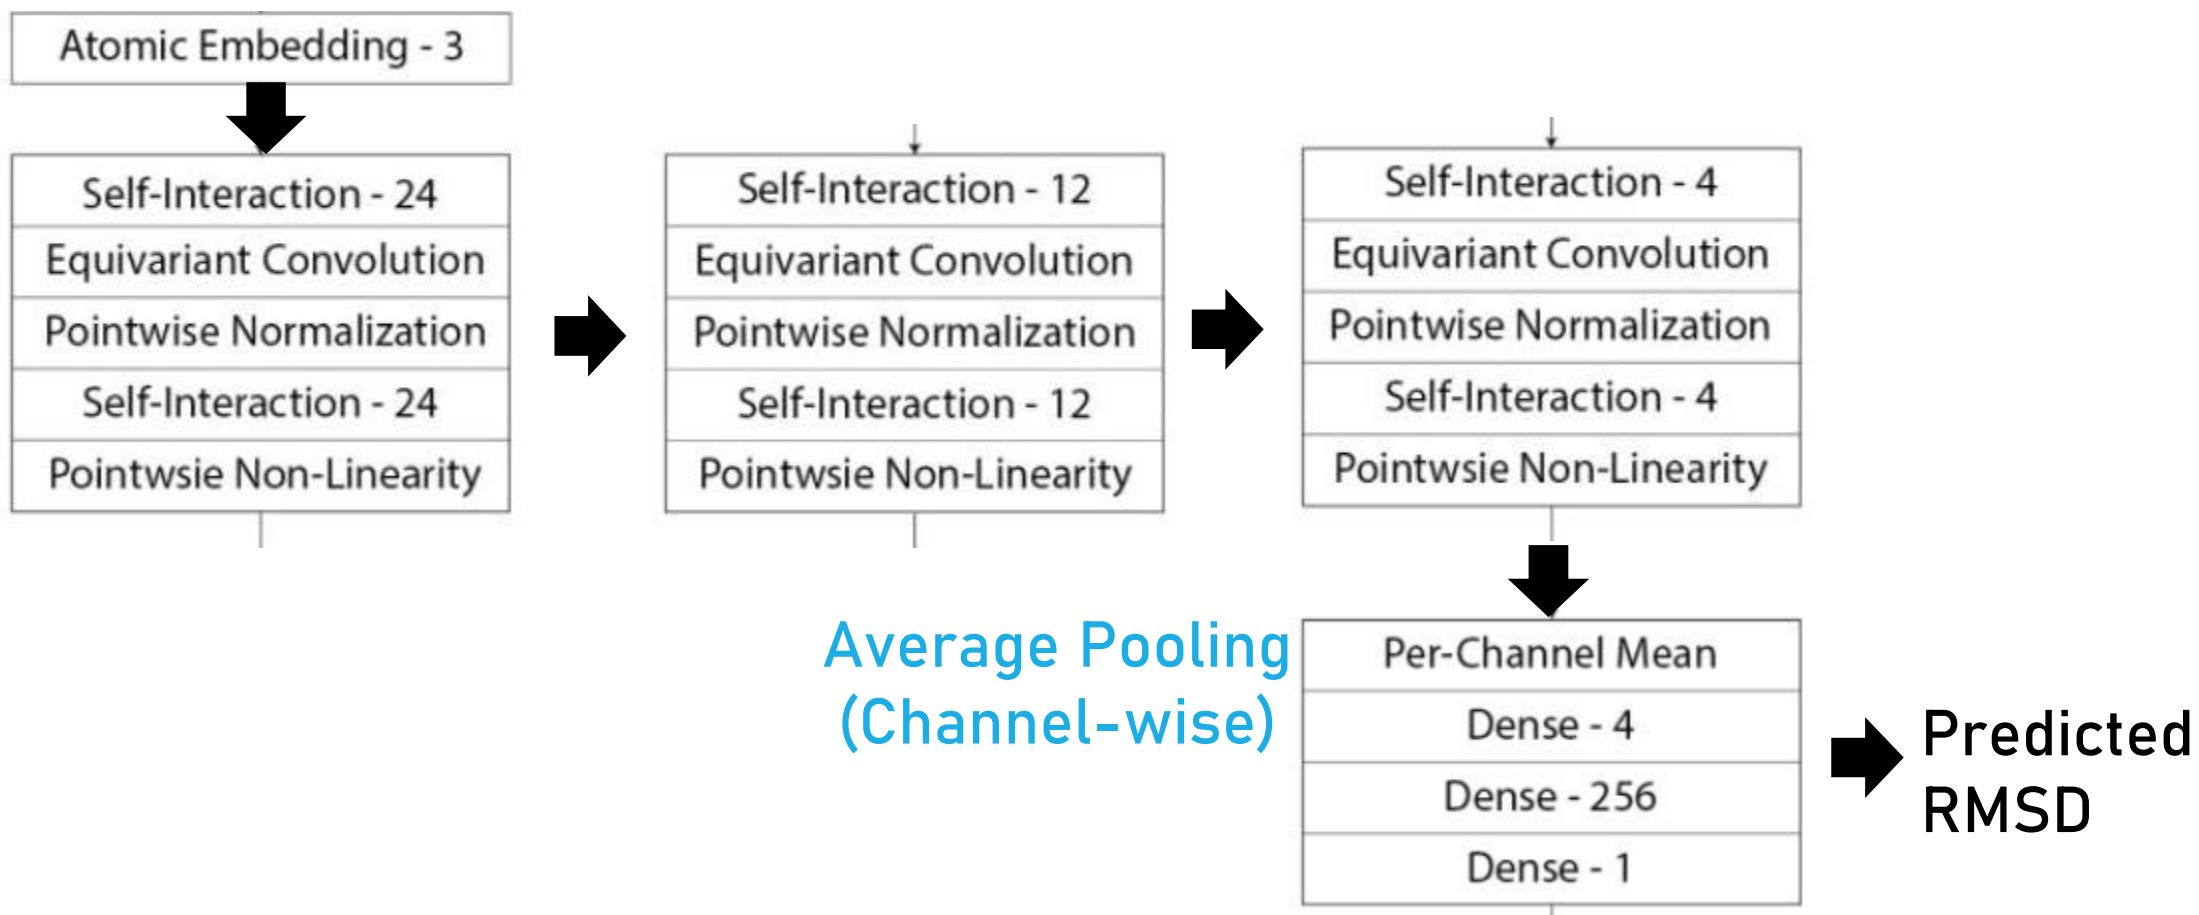 Atomic Embedding - 3
Self-Interaction - 24
Equivariant Convolution
Pointwise Normalization
Self-Interaction - 24
Pointwsie Non-Linearity
Self-Interaction - 12
Equivariant Convolution
Pointwise Normalization
Self-Interaction - 12
Pointwsie Non-Linearity
Self-Interaction - 4
Equivariant Convolution
Pointwise Normalization
Self-Interaction - 4
Pointwsie Non-Linearity
Average Pooling
(Channel-wise)
Per-Channel Mean
Dense - 4
Dense - 256
Dense - 1
Predicted
RMSD